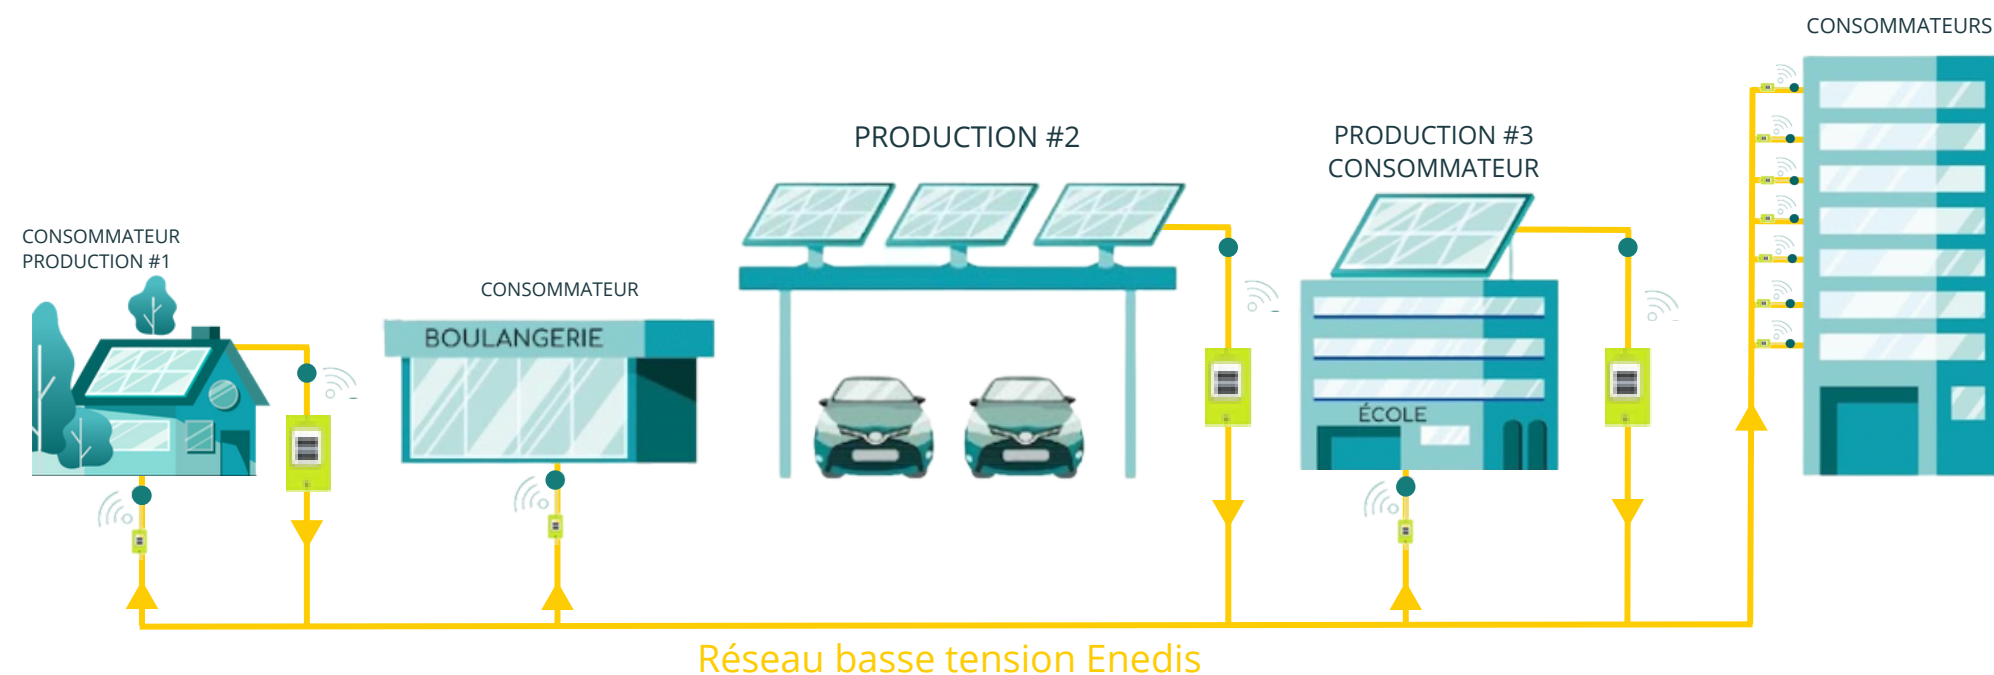 CONSOMMATEUR
PRODUCTION #1
CONSOMMATEUR
BOULANGERIE
PRODUCTION #2
PRODUCTION #3
CONSOMMATEUR
ÉCOLE
CONSOMMATEURS
Réseau basse tension Enedis